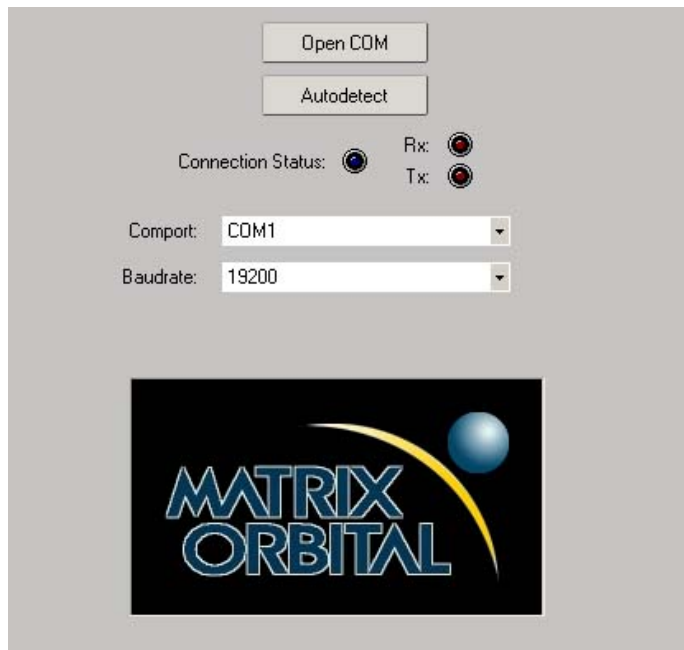 Open COM
Autodetect
Connection Status:
Rx:
Tx:
Comport: COM1
Baudrate: 19200
MATRIX
ORBITAL